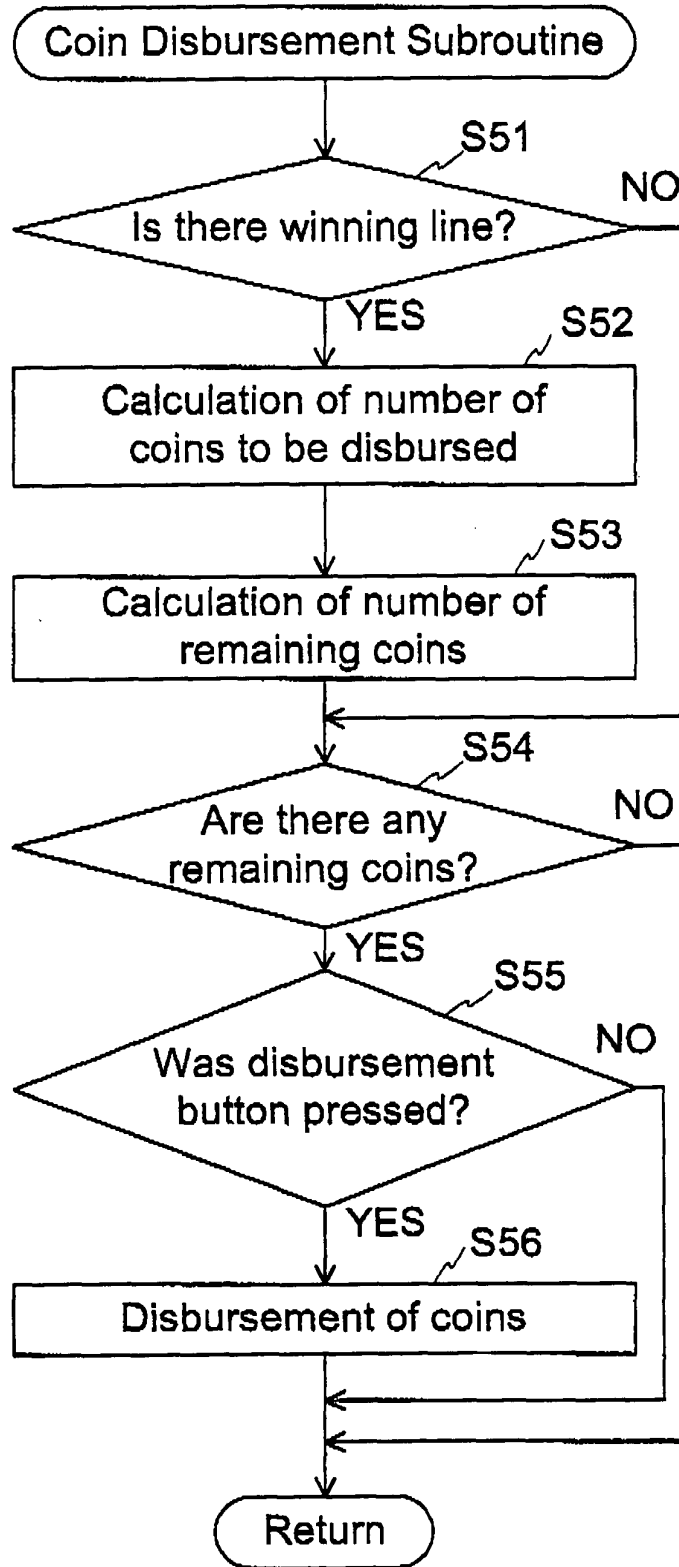 Coin Disbursement Subroutine
S51
NO
Is there winning line?
YES
S52
Calculation of number of
coins to be disbursed
S53
Calculation of number of
remaining coins
S54
NO
Are there any
remaining coins?
YES
S55
NO
Was disbursement
button pressed?
YES
S56
Disbursement of coins
Return